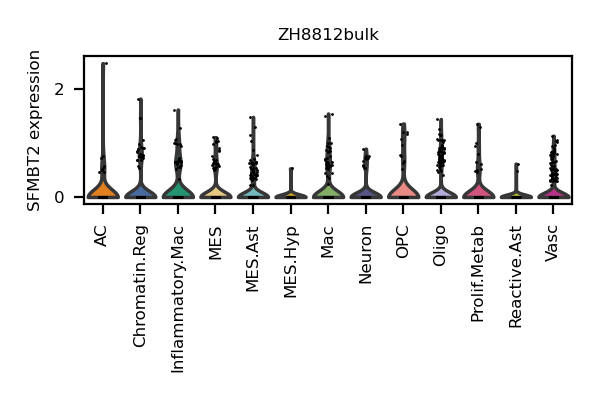 ZH8812bulk
SFMBT2 expression
2
0
AC
Chromatin.Reg
Inflammatory.Mac
MES
MES.Ast
MES.Hyp
Mac
Neuron
OPC
Oligo
Prolif.Metab
Reactive.Ast
Vasc